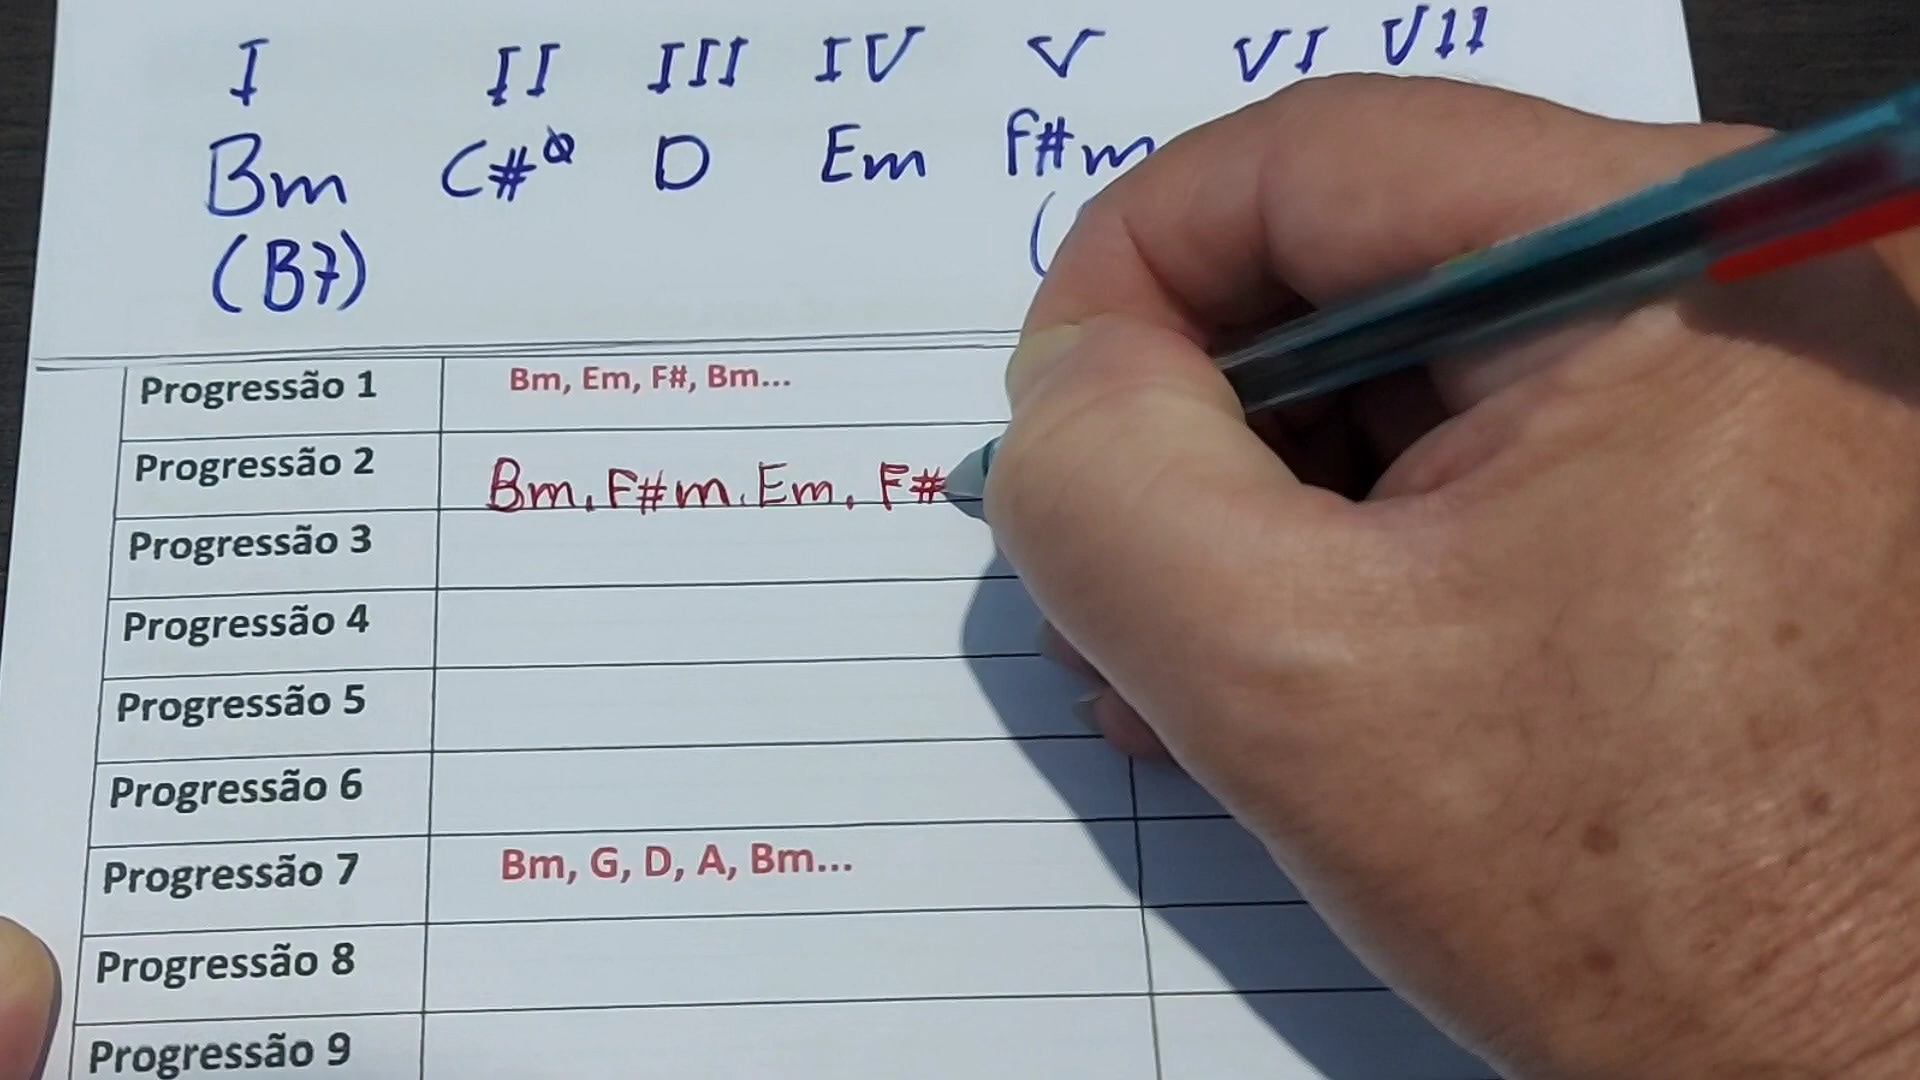 I II III IV V VI VII
Bm C#ø D Em F#m
(B7) (
Progressão 1 Bm, Em, F#, Bm...
Progressão 2 Bm, F#m, Em, F#
Progressão 3
Progressão 4
Progressão 5
Progressão 6
Progressão 7 Bm, G, D, A, Bm...
Progressão 8
Progressão 9